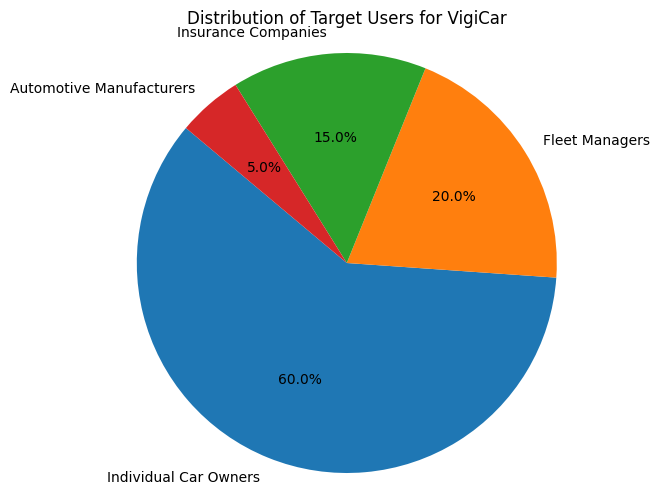 Distribution of Target Users for VigiCar
Insurance Companies
Automotive Manufacturers
15.0%
Fleet Managers
5.0%
20.0%
60.0%
Individual Car Owners